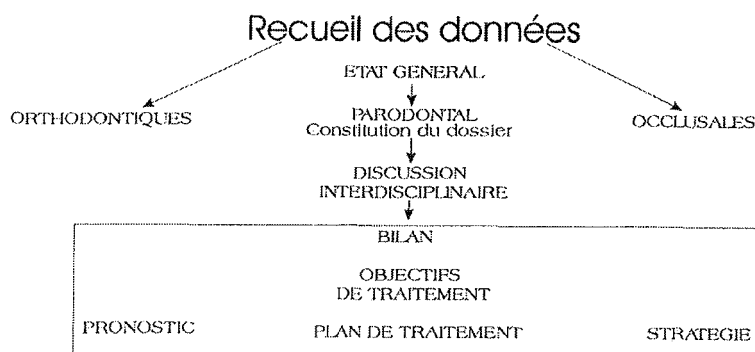 Recueil des données
ETAT GENERAL
ORTHODONTIQUES
PARODONTAL
Constitution du dossier
OCCLUSALES
DISCUSSION
INTERDISCIPLINAIRE
BILAN
OBJECTIFS
DE TRAITEMENT
PRONOSTIC
PLAN DE TRAITEMENT
STRATEGIE